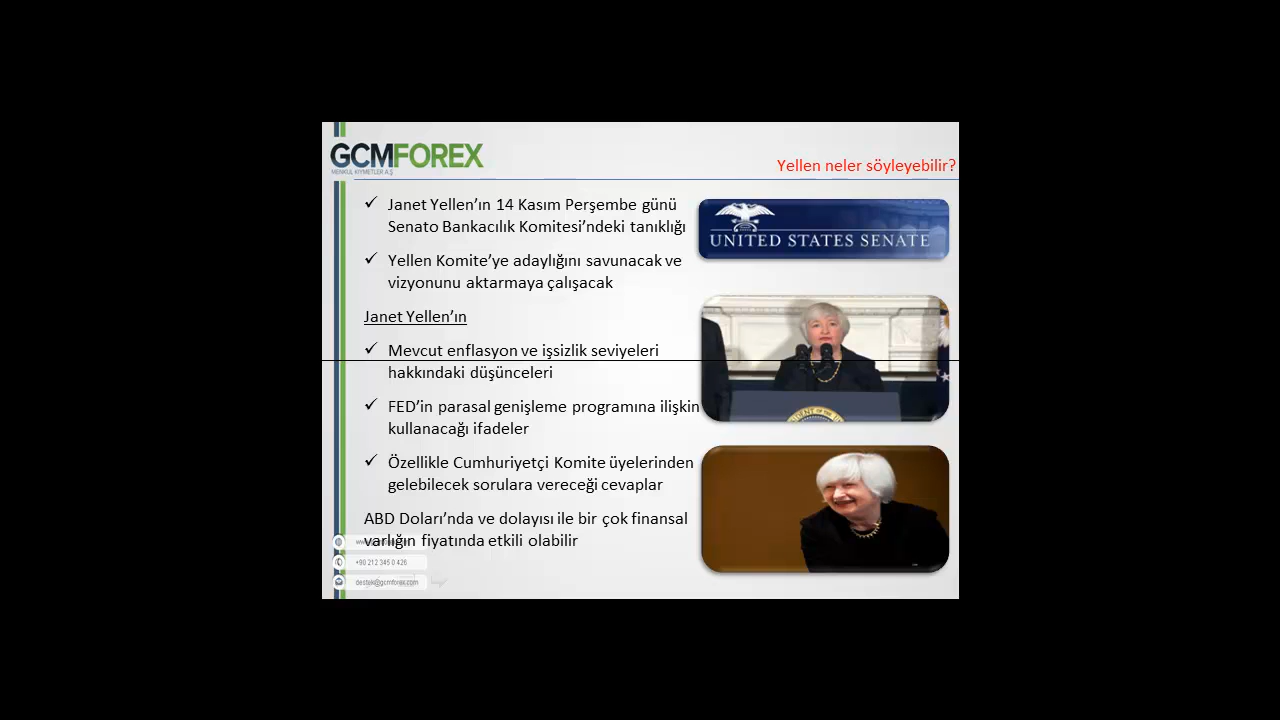 GCMFOREX
MENKUL KIYMETLER A.Ş
Yellen neler söyleyebilir?
✓ Janet Yellen’ın 14 Kasım Perşembe günü
Senato Bankacılık Komitesi’ndeki tanıklığı
✓ Yellen Komite’ye adaylığını savunacak ve
vizyonunu aktarmaya çalışacak
Janet Yellen’ın
✓ Mevcut enflasyon ve işsizlik seviyeleri
hakkındaki düşünceleri
✓ FED’in parasal genişleme programına ilişkin
kullanacağı ifadeler
✓ Özellikle Cumhuriyetçi Komite üyelerinden
gelebilecek sorulara vereceği cevaplar
ABD Doları’nda ve dolayısı ile bir çok finansal
varlığın fiyatında etkili olabilir
+90 212 345 0 426
destek@gcmforex.com
UNITED STATES SENATE